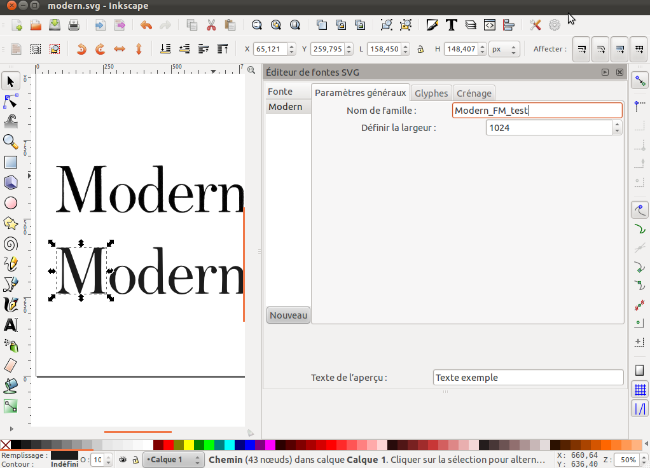 modern.svg - Inkscape
X 65,121 Y 259,795 L 158,450 H 148,407 px Affecter :
Éditeur de fontes SVG
Fonte Paramètres généraux Glyphes Crénage
Modern Nom de famille : Modern_FM_test
Définir la largeur : 1024
Modern
Modern
Nouveau
Texte de l'aperçu : Texte exemple
Remplissage :
Contour : Indéfini
O :
Calque 1
Chemin (43 nœuds) dans calque Calque 1. Cliquer sur la sélection pour altern...
X: 660,64
Y: 636,40
Z : 50%